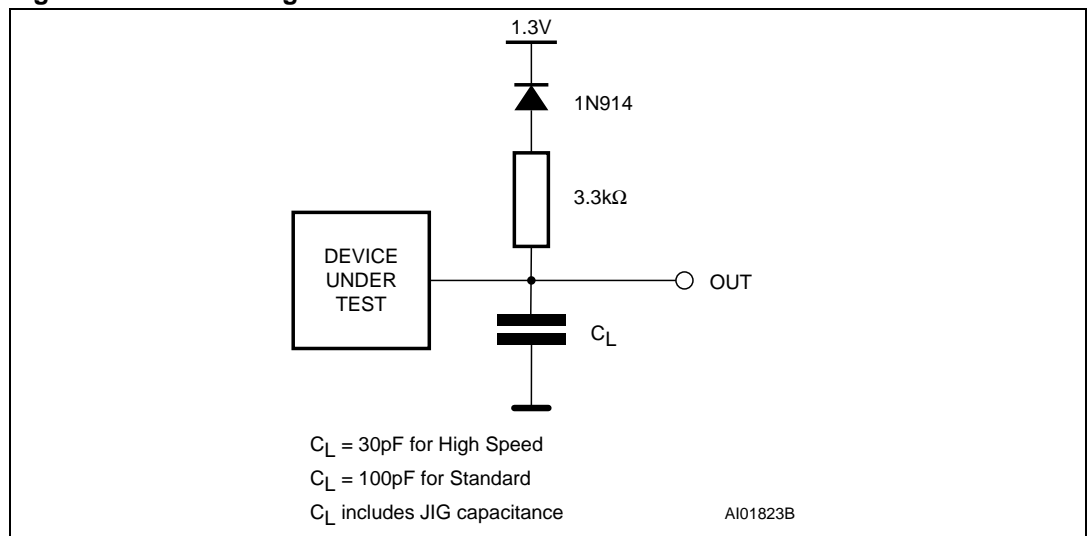 1.3V
1N914
3.3kΩ
DEVICE
UNDER
TEST
OUT
CL
CL = 30pF for High Speed
CL = 100pF for Standard
CL includes JIG capacitance
AI01823B